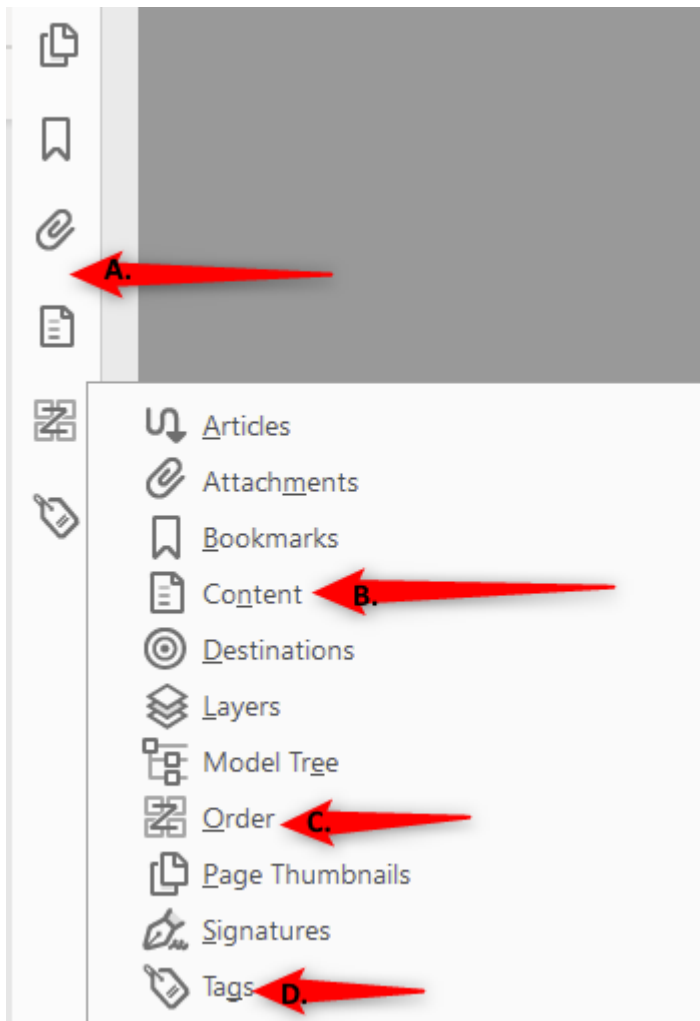 A.
Articles
Attachments
Bookmarks
Content B.
Destinations
Layers
Model Tree
Order C.
Page Thumbnails
Signatures
Tags D.